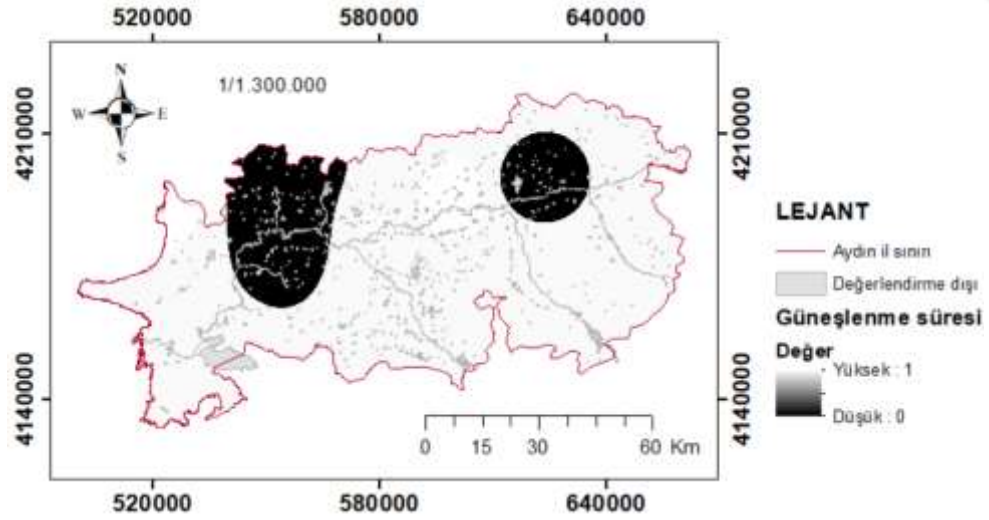 520000 580000 640000
N
W E
S
1/1.300.000
4210000 4210000
4140000 4140000
LEJANT
Aydın il sınırı
Değerlendirme dışı
Güneşlenme süresi
Değer
Yüksek : 1
Düşük : 0
0 15 30 60 Km
520000 580000 640000